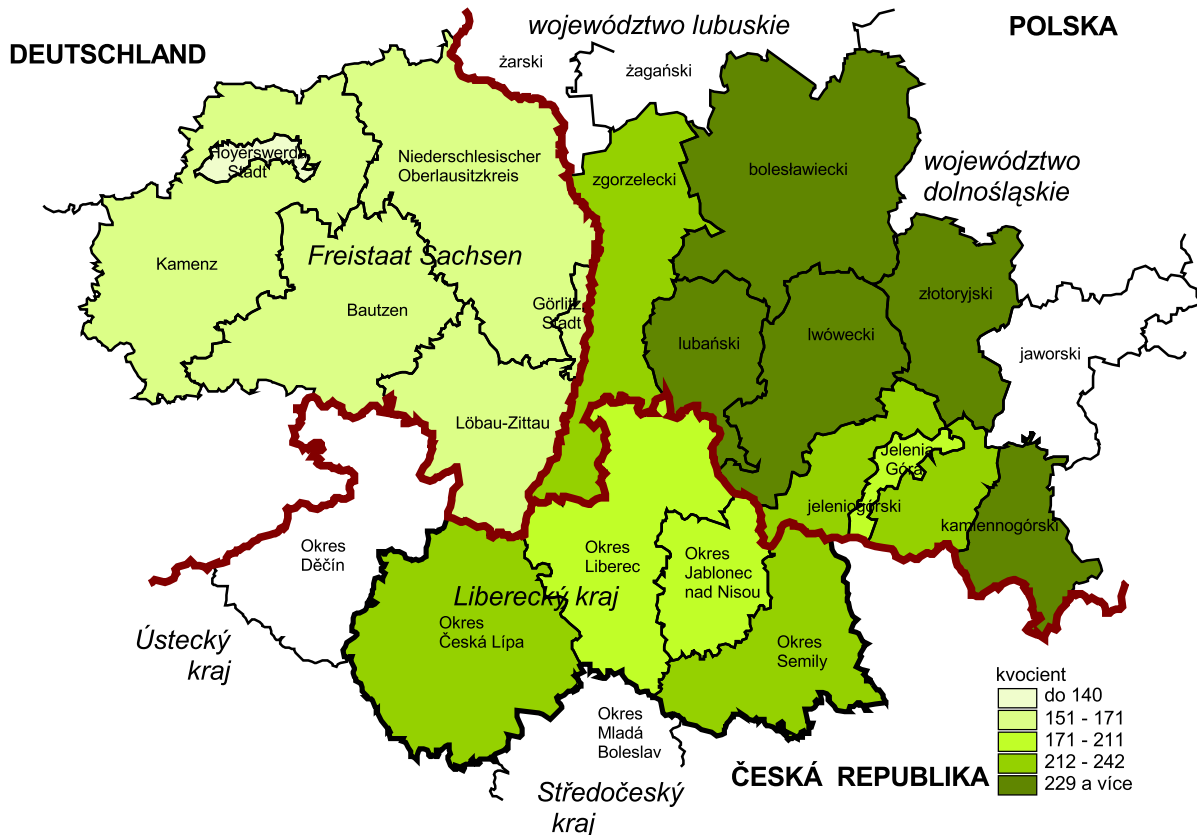 DEUTSCHLAND
województwo lubuskie
POLSKA
żarski
żagański
Hoyerswerda
Stadt
Niederschlesischer
Oberlausitzkreis
zgorzelecki
bolesławiecki
województwo
dolnośląskie
Kamenz
Freistaat Sachsen
Bautzen
Görlitz
Stadt
złotoryjski
lubański
lwówecki
jaworski
Löbau-Zittau
Jelenia
Góra
jeleniogórski
kamiennogórski
Okres
Děčín
Okres
Liberec
Okres
Jablonec
nad Nisou
Liberecký kraj
Okres
Česká Lípa
Okres
Semily
Ústecký
kraj
Okres
Mladá
Boleslav
Středočeský
kraj
ČESKÁ REPUBLIKA
kvocient
do 140
151 - 171
171 - 211
212 - 242
229 a více